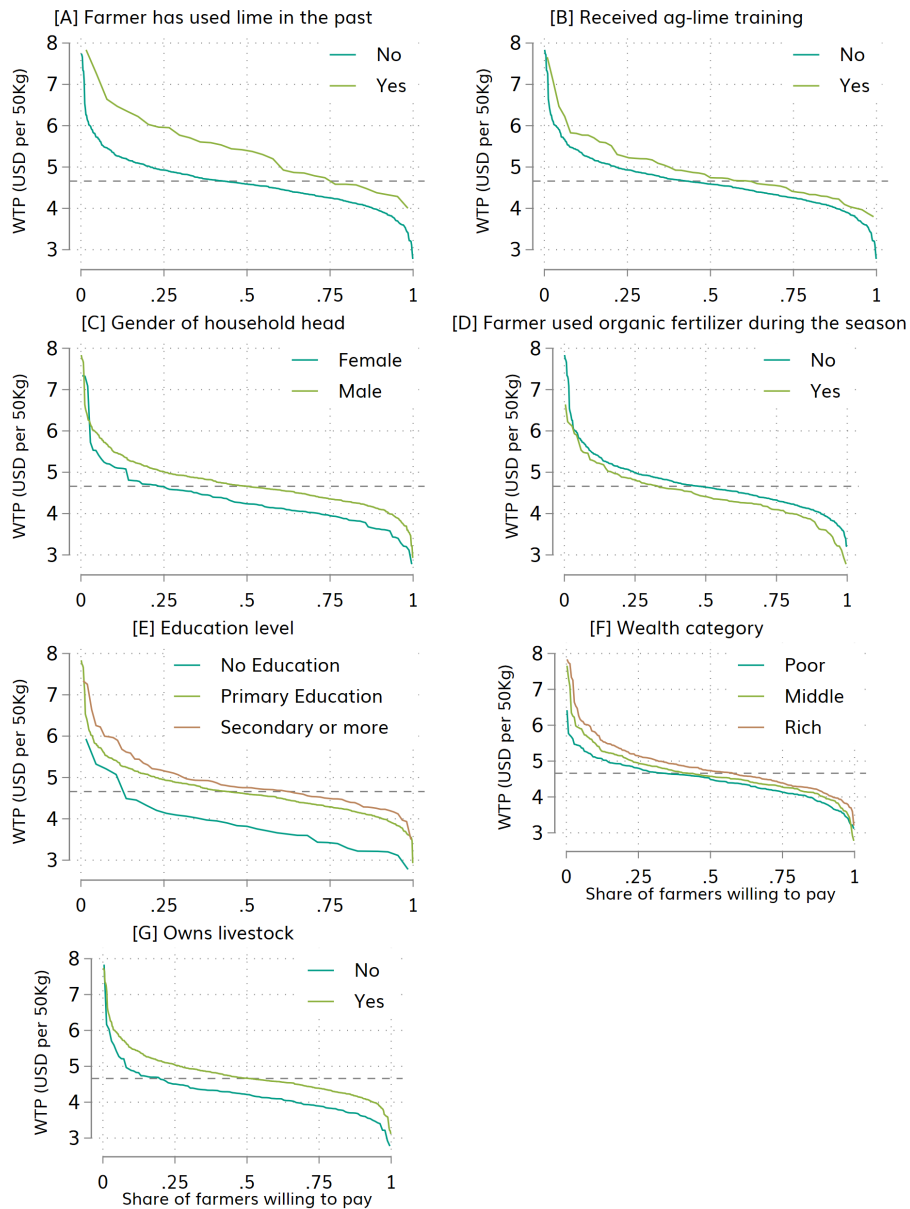 [A] Farmer has used lime in the past
WTP (USD per 50Kg)
8
7
6
5
4
3
No
Yes
0 .25 .5 .75 1
[B] Received ag-lime training
WTP (USD per 50Kg)
8
7
6
5
4
3
No
Yes
0 .25 .5 .75 1
[C] Gender of household head
WTP (USD per 50Kg)
8
7
6
5
4
3
Female
Male
0 .25 .5 .75 1
[D] Farmer used organic fertilizer during the season
WTP (USD per 50Kg)
8
7
6
5
4
3
No
Yes
0 .25 .5 .75 1
[E] Education level
WTP (USD per 50Kg)
8
7
6
5
4
3
No Education
Primary Education
Secondary or more
0 .25 .5 .75 1
[F] Wealth category
WTP (USD per 50Kg)
8
7
6
5
4
3
Poor
Middle
Rich
0 .25 .5 .75 1
Share of farmers willing to pay
[G] Owns livestock
WTP (USD per 50Kg)
8
7
6
5
4
3
No
Yes
0 .25 .5 .75 1
Share of farmers willing to pay